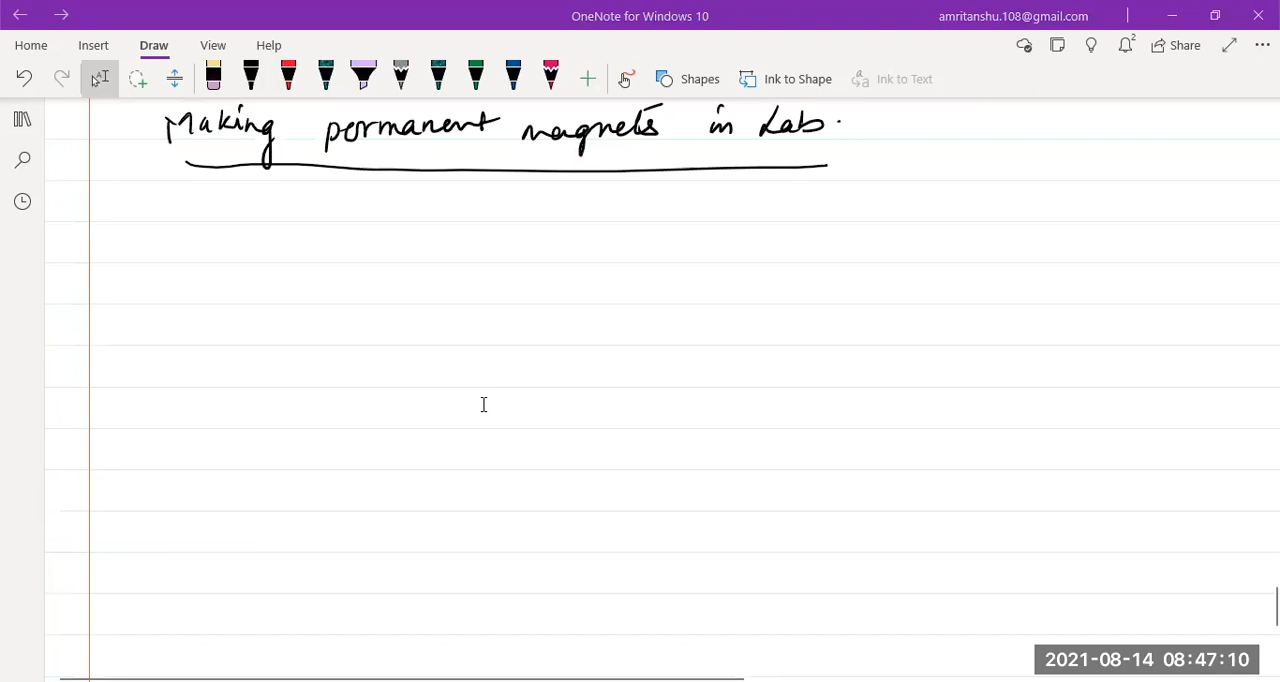 OneNote for Windows 10
amritanshu.108@gmail.com
Home Insert Draw View Help
2
Share
Shapes Ink to Shape Ink to Text
Making permanent magnets in Lab.
2021-08-14 08:47:10